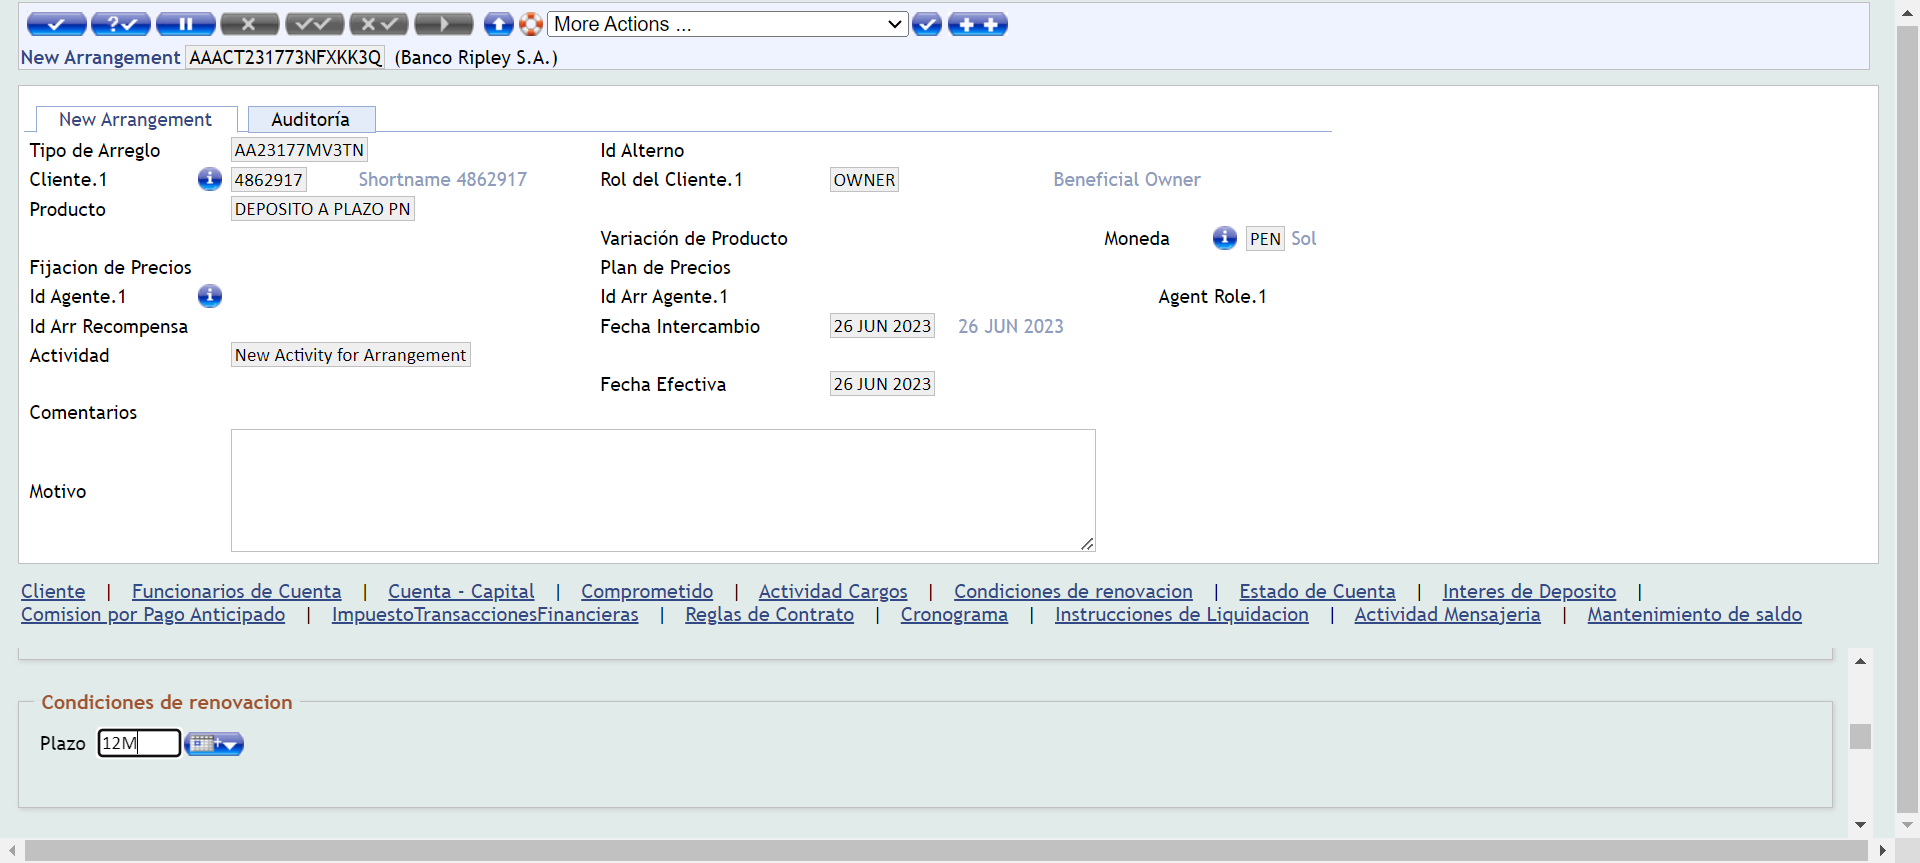 More Actions ...
New Arrangement AAACT231773NFXKK3Q (Banco Ripley S.A.)
New Arrangement Auditoría
Tipo de Arreglo AA23177MV3TN Id Alterno
Cliente.1 4862917 Shortname 4862917 Rol del Cliente.1 OWNER Beneficial Owner
Producto DEPOSITO A PLAZO PN
Variación de Producto Moneda PEN Sol
Fijacion de Precios Plan de Precios
Id Agente.1 Id Arr Agente.1 Agent Role.1
Id Arr Recompensa Fecha Intercambio 26 JUN 2023 26 JUN 2023
Actividad New Activity for Arrangement
Fecha Efectiva 26 JUN 2023
Comentarios
Motivo
Cliente | Funcionarios de Cuenta | Cuenta - Capital | Comprometido | Actividad Cargos | Condiciones de renovacion | Estado de Cuenta | Interes de Deposito |
Comision por Pago Anticipado | ImpuestoTransaccionesFinancieras | Reglas de Contrato | Cronograma | Instrucciones de Liquidacion | Actividad Mensajeria | Mantenimiento de saldo
Condiciones de renovacion
Plazo 12M